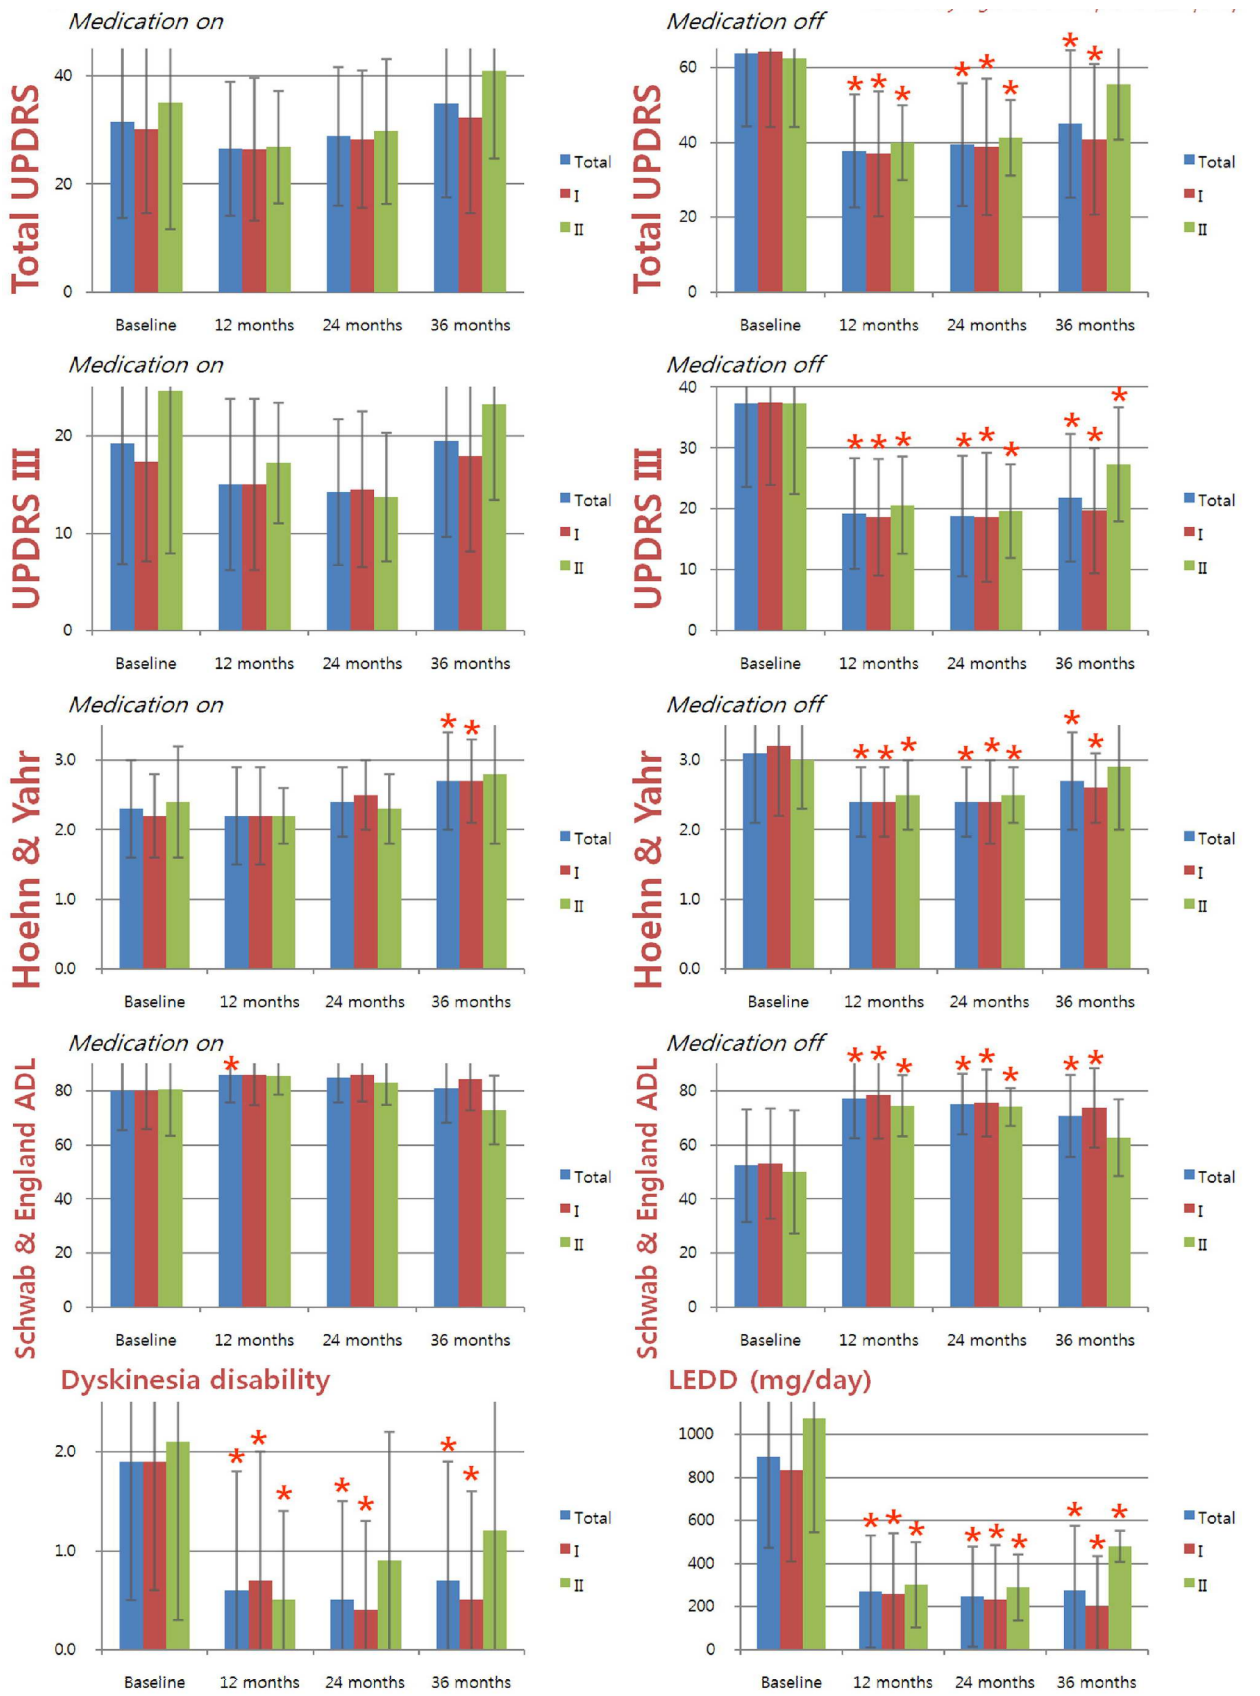 Medication on
Total UPDRS
40
20
0
Baseline 12 months 24 months 36 months
Total
I
II
Medication off
Total UPDRS
60
40
20
0
Baseline 12 months 24 months 36 months
Total
I
II
Medication on
UPDRS III
20
10
0
Baseline 12 months 24 months 36 months
Total
I
II
Medication off
UPDRS III
40
30
20
10
0
Baseline 12 months 24 months 36 months
Total
I
II
Medication on
Hoehn & Yahr
3.0
2.0
1.0
0.0
Baseline 12 months 24 months 36 months
Total
I
II
Medication off
Hoehn & Yahr
3.0
2.0
1.0
0.0
Baseline 12 months 24 months 36 months
Total
I
II
Medication on
Schwab & England ADL
80
60
40
20
0
Baseline 12 months 24 months 36 months
Total
I
II
Medication off
Schwab & England ADL
80
60
40
20
0
Baseline 12 months 24 months 36 months
Total
I
II
Dyskinesia disability
2.0
1.0
0.0
Baseline 12 months 24 months 36 months
Total
I
II
LEDD (mg/day)
1000
800
600
400
200
0
Baseline 12 months 24 months 36 months
Total
I
II